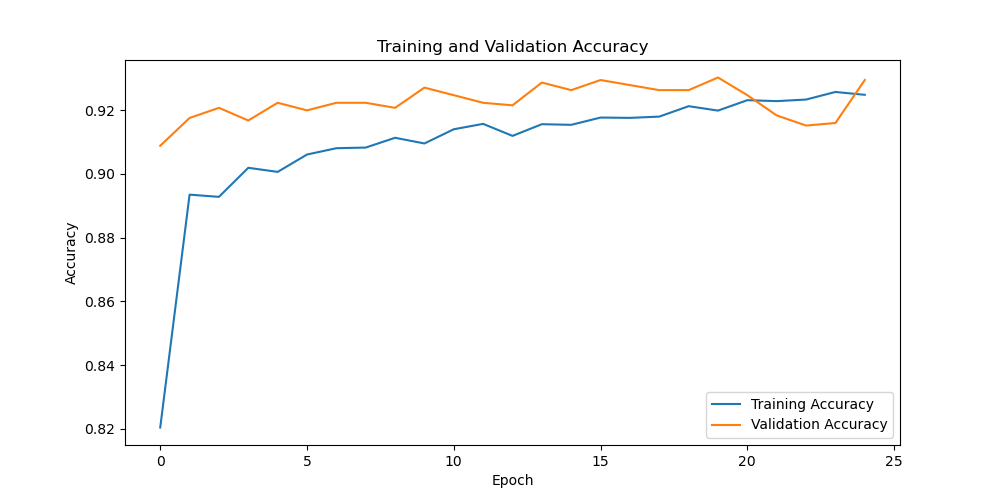 Training and Validation Accuracy
0.92
0.90
0.88
0.86
0.84
0.82
Accuracy
0 5 10 15 20 25
Epoch
Training Accuracy
Validation Accuracy